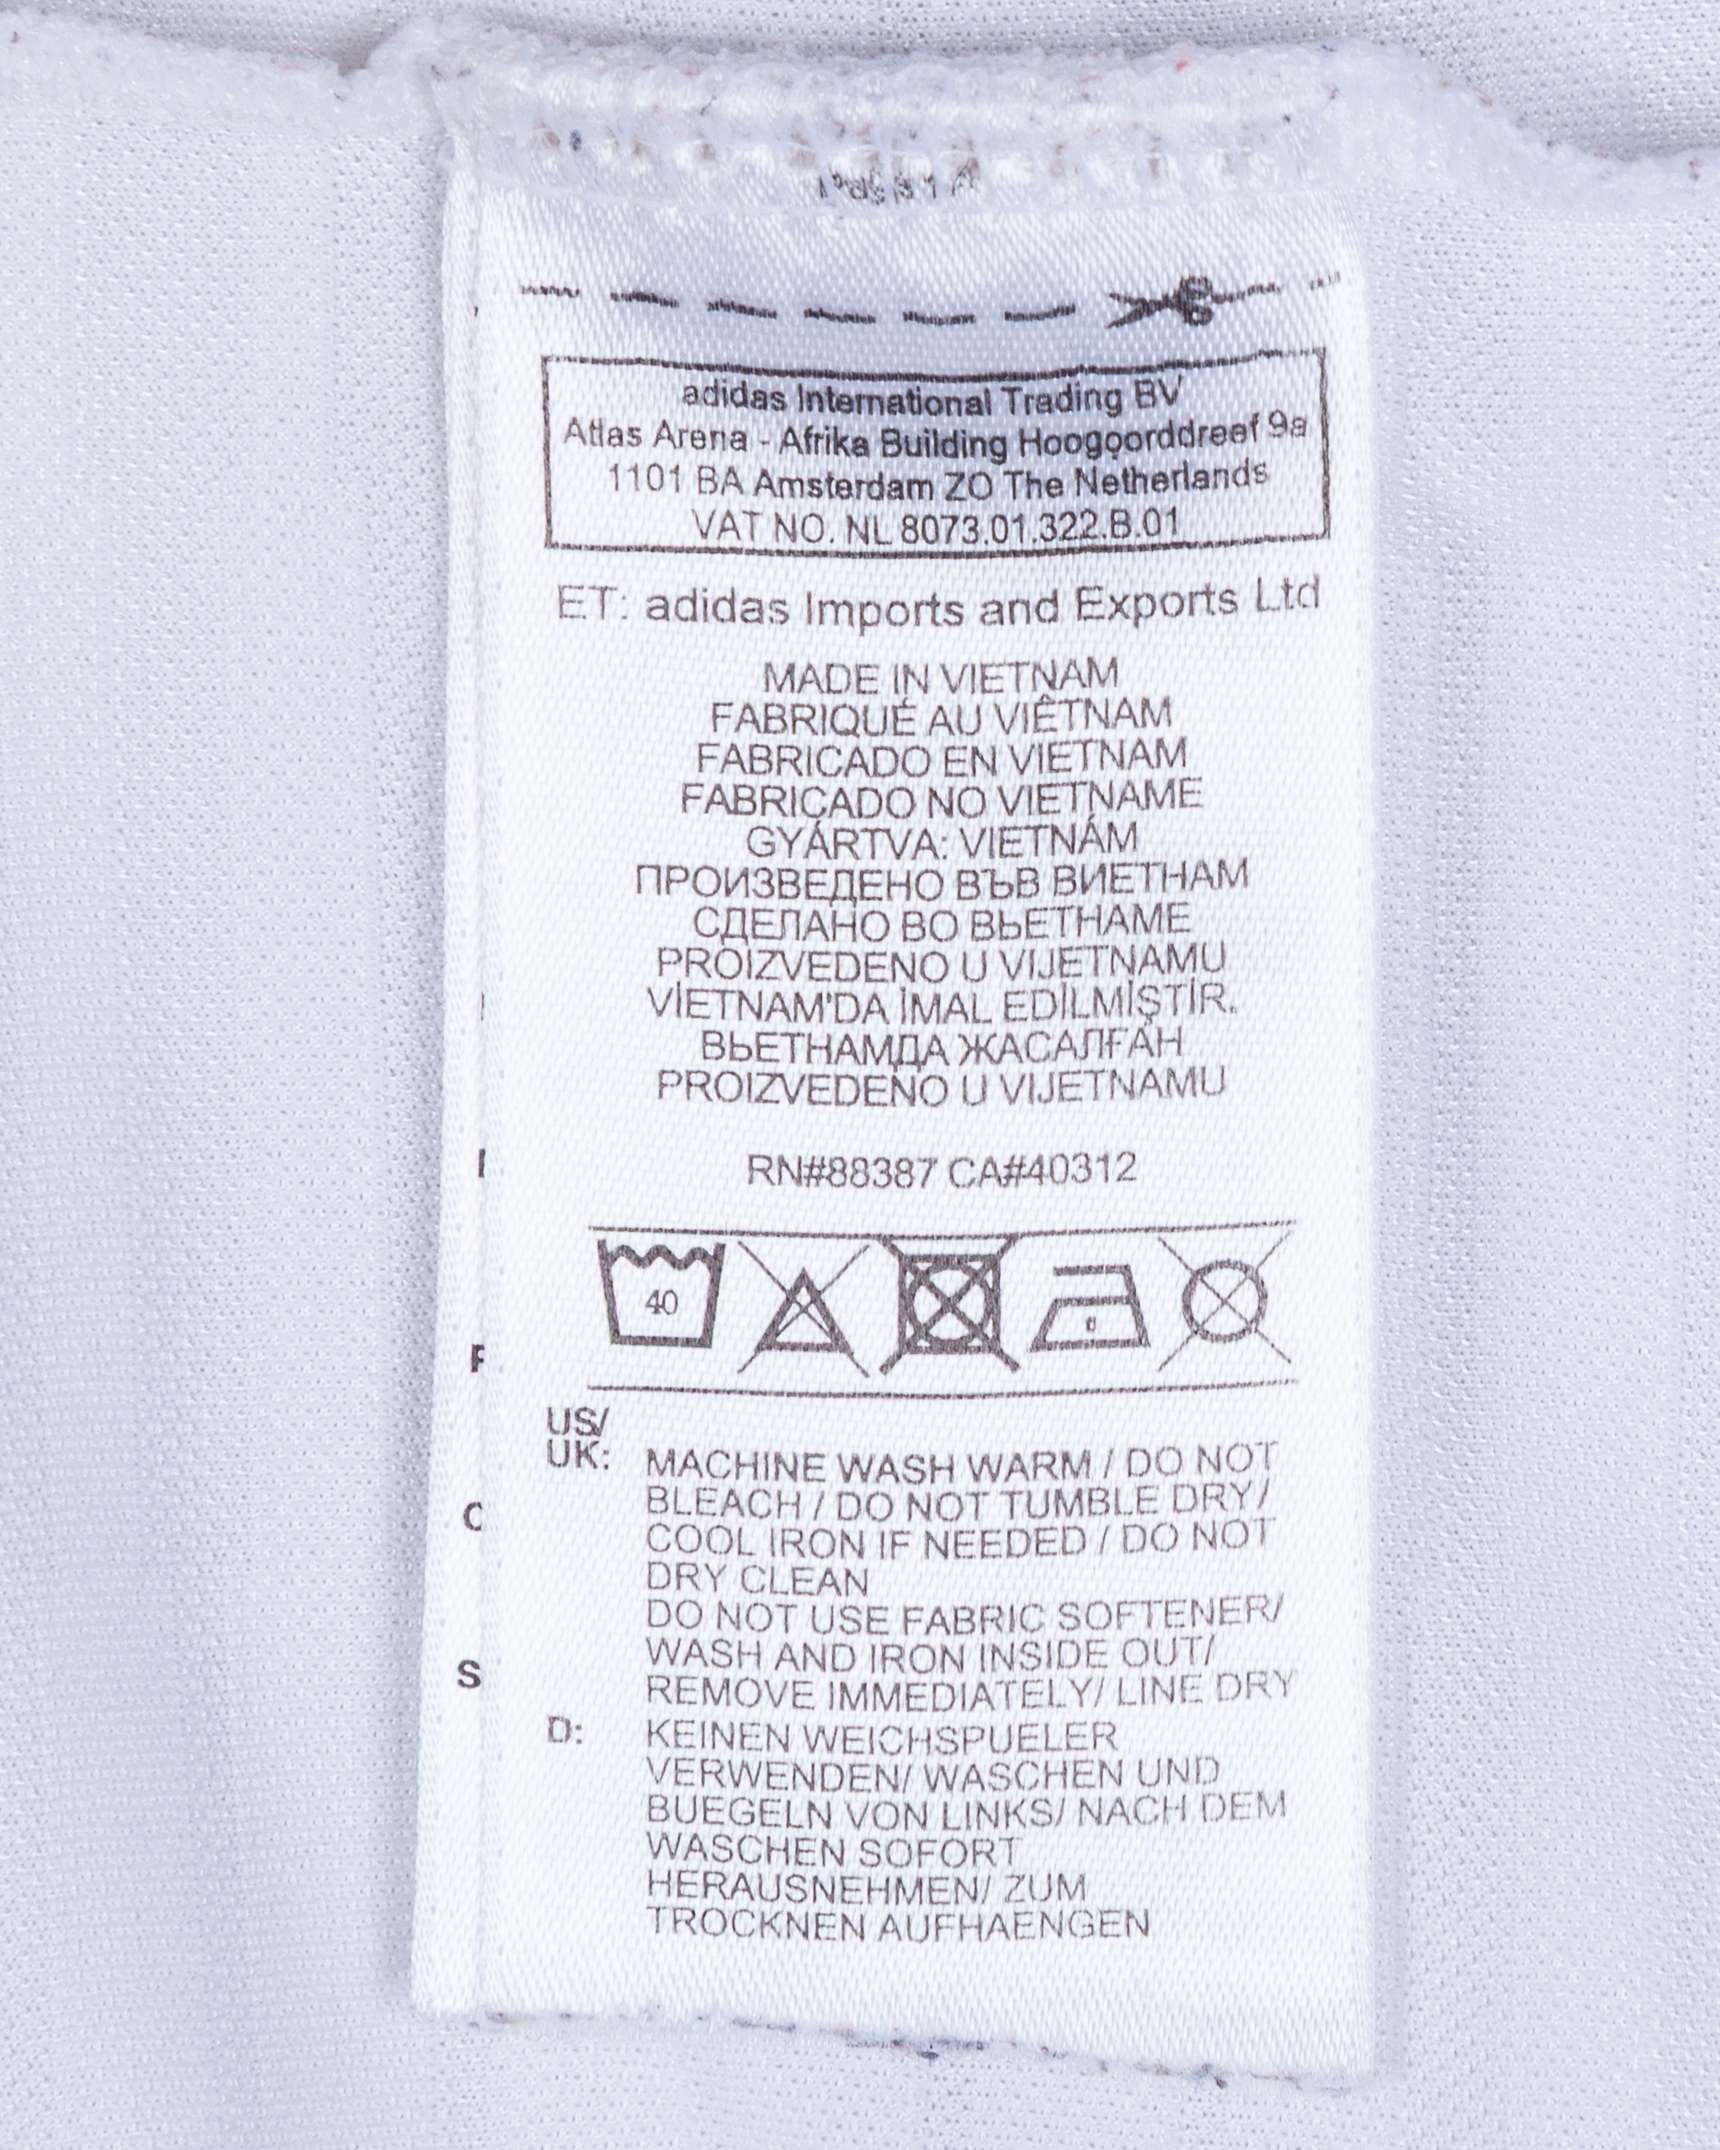 adidas International Trading BV
Atlas Arena - Afrika Building Hoogoorddreef 9a
1101 BA Amsterdam ZO The Netherlands
VAT NO. NL 8073.01.322.B.01
ET: adidas Imports and Exports Ltd
MADE IN VIETNAM
FABRIQUÉ AU VIÊTNAM
FABRICADO EN VIETNAM
FABRICADO NO VIETNAME
GYÁRTVA: VIETNÁM
ПРОИЗВЕДЕНО ВЪВ ВИЕТНАМ
СДЕЛАНО ВО ВЬЕТНАМЕ
PROIZVEDENO U VIJETNAMU
VİETNAM'DA İMAL EDİLMİŞTİR.
ВЬЕТНАМДА ЖАСАЛҒАН
PROIZVEDENO U VIJETNAMU
RN#88387 CA#40312
40
US/
UK: MACHINE WASH WARM / DO NOT
BLEACH / DO NOT TUMBLE DRY/
COOL IRON IF NEEDED / DO NOT
DRY CLEAN
DO NOT USE FABRIC SOFTENER/
WASH AND IRON INSIDE OUT/
REMOVE IMMEDIATELY/ LINE DRY
D: KEINEN WEICHSPUELER
VERWENDEN/ WASCHEN UND
BUEGELN VON LINKS/ NACH DEM
WASCHEN SOFORT
HERAUSNEHMEN/ ZUM
TROCKNEN AUFHAENGEN